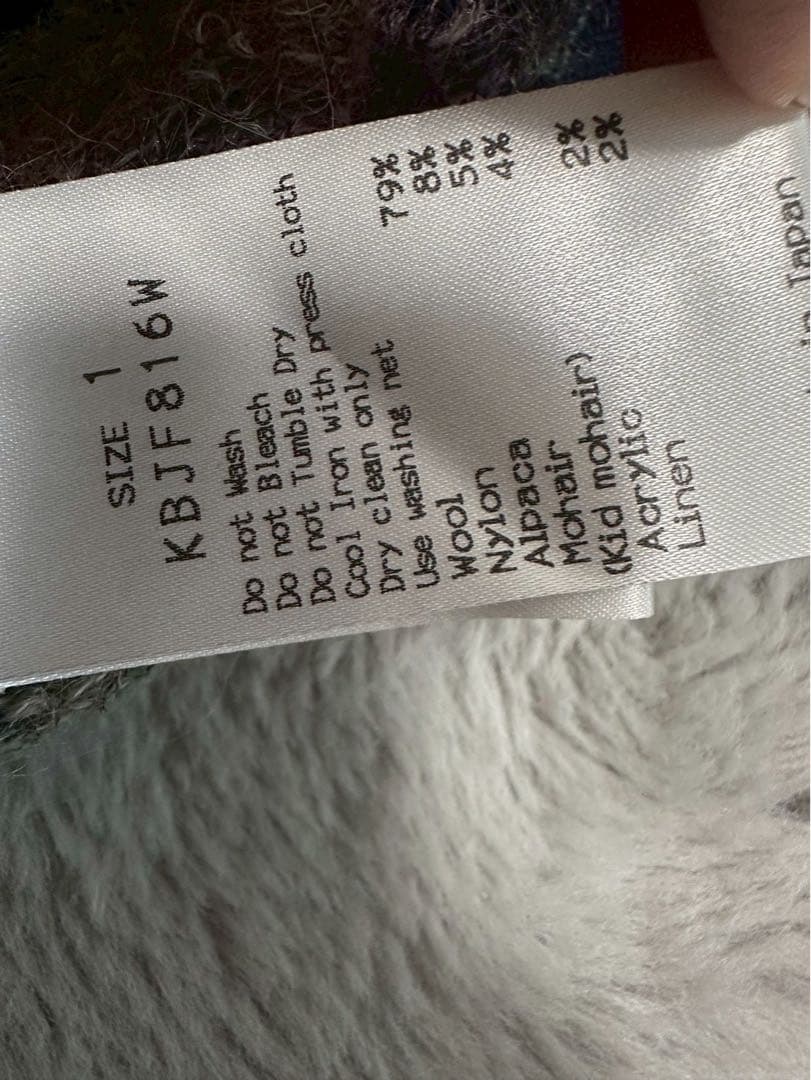 SIZE 1
KBJF816W
Do not Wash
Do not Bleach
Do not Tumble Dry
Cool Iron with press cloth
Dry clean only
Use washing net
Wool 79%
Nylon 8%
Alpaca 5%
Mohair 4%
(Kid mohair)
Acrylic 2%
Linen 2%
in Japan